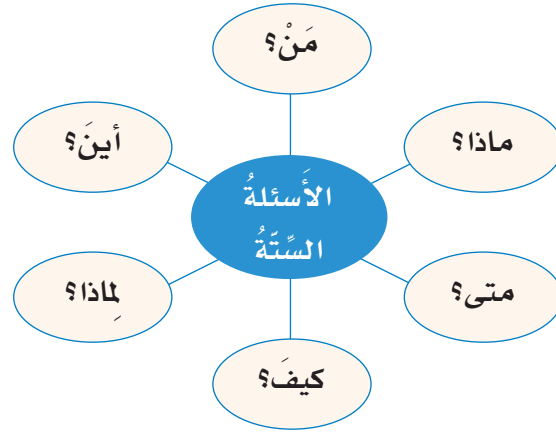 مَنْ؟
ماذا؟
أينَ؟
الأَسئلةُ
السِّتَّةُ
متى؟
لِماذا؟
كيفَ؟